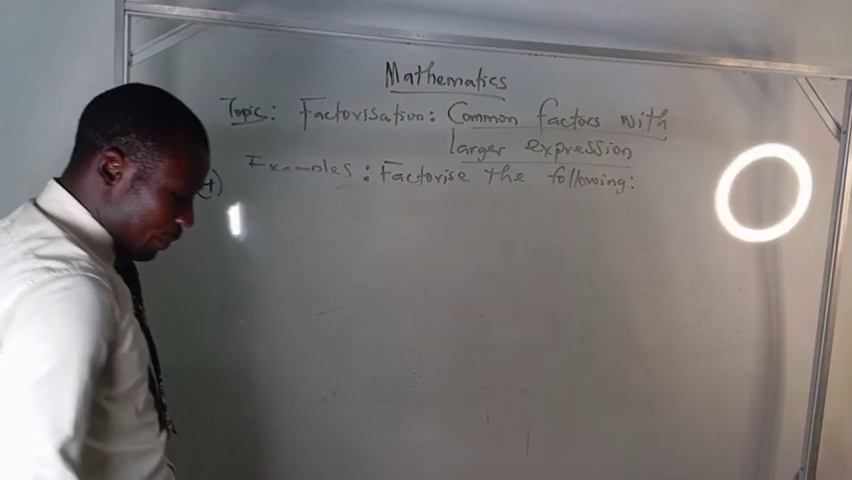 Mathematics
Topic: Factorisation: Common factors with
larger expression
Examples: Factorise the following: